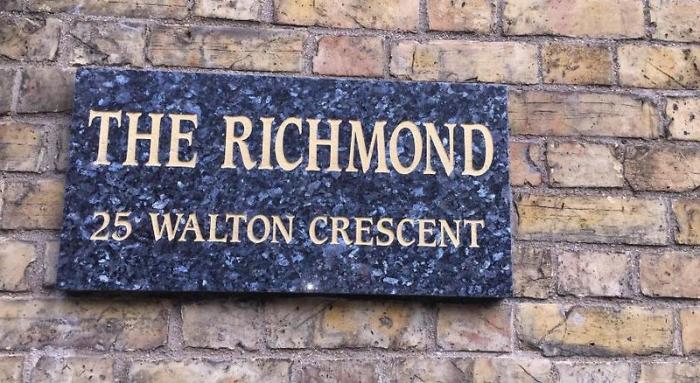 THE RICHMOND
25 WALTON CRESCENT